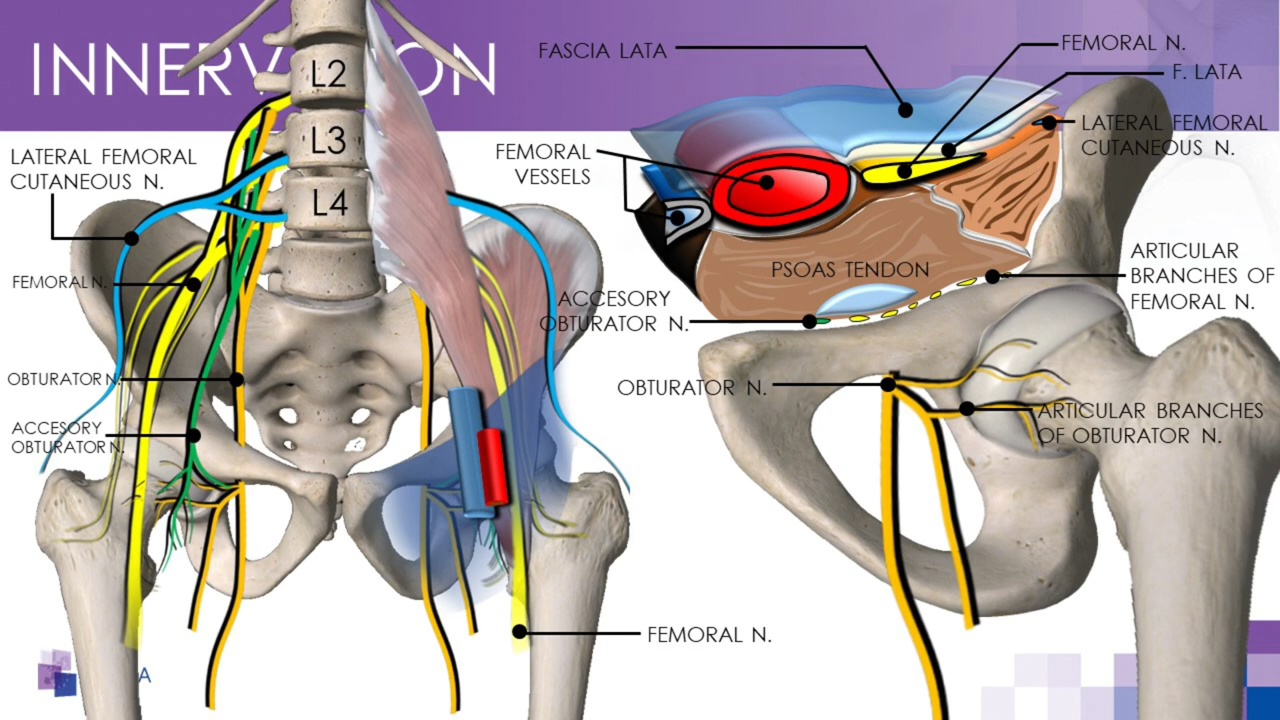 INNERV ON
L2
L3
L4
LATERAL FEMORAL
CUTANEOUS N.
FEMORAL N.
OBTURATOR N.
ACCESORY
OBTURATOR N.
FASCIA LATA
FEMORAL N.
F. LATA
LATERAL FEMORAL
CUTANEOUS N.
FEMORAL
VESSELS
PSOAS TENDON
ARTICULAR
BRANCHES OF
FEMORAL N.
ACCESORY
OBTURATOR N.
OBTURATOR N.
ARTICULAR BRANCHES
OF OBTURATOR N.
FEMORAL N.
A